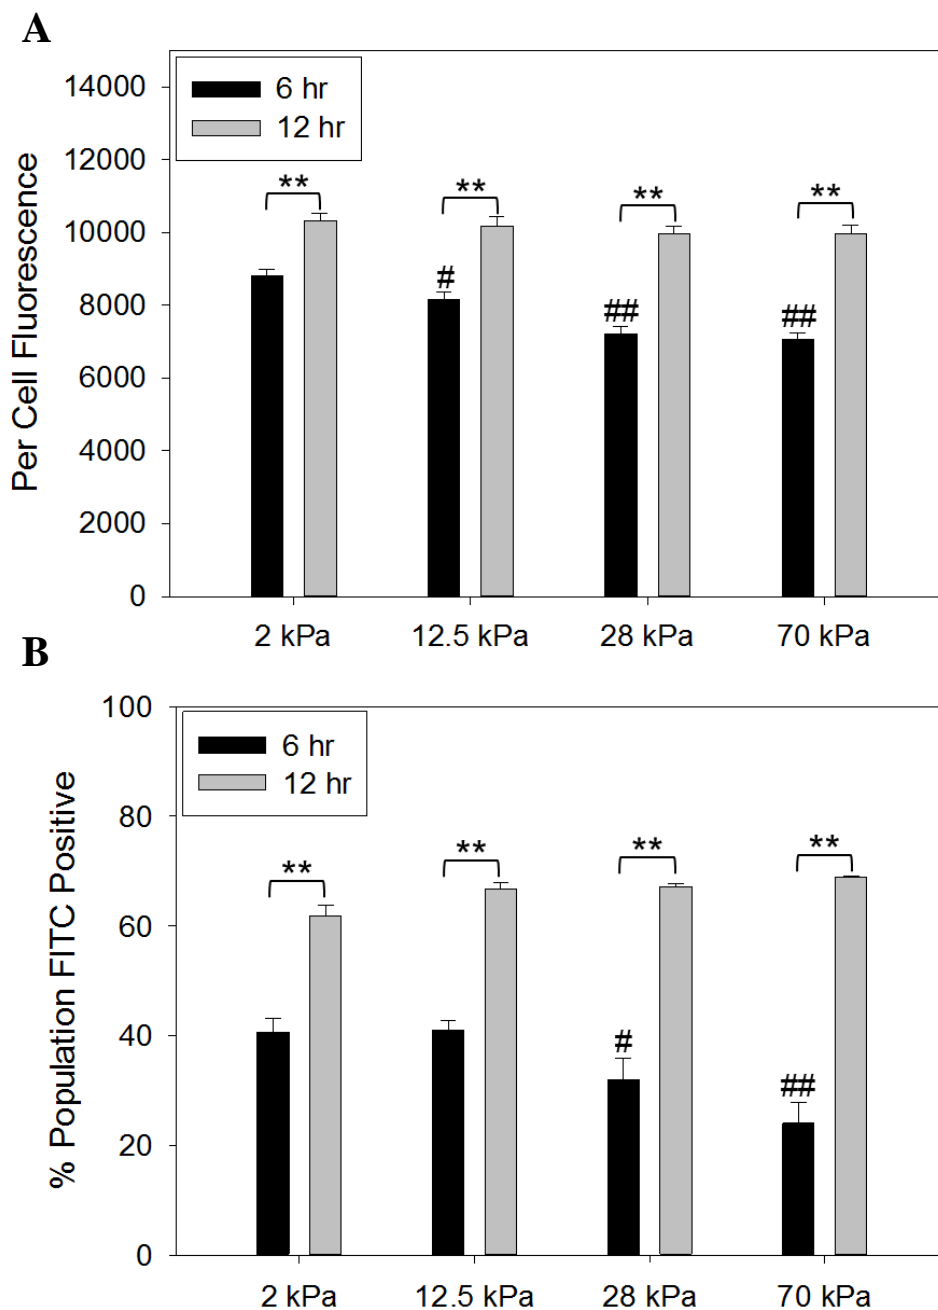 A
Per Cell Fluorescence
14000
12000
10000
8000
6000
4000
2000
0
6 hr
12 hr
** ** ** **
# ## ##
2 kPa 12.5 kPa 28 kPa 70 kPa
B
% Population FITC Positive
100
80
60
40
20
0
6 hr
12 hr
** ** ** **
# ##
2 kPa 12.5 kPa 28 kPa 70 kPa